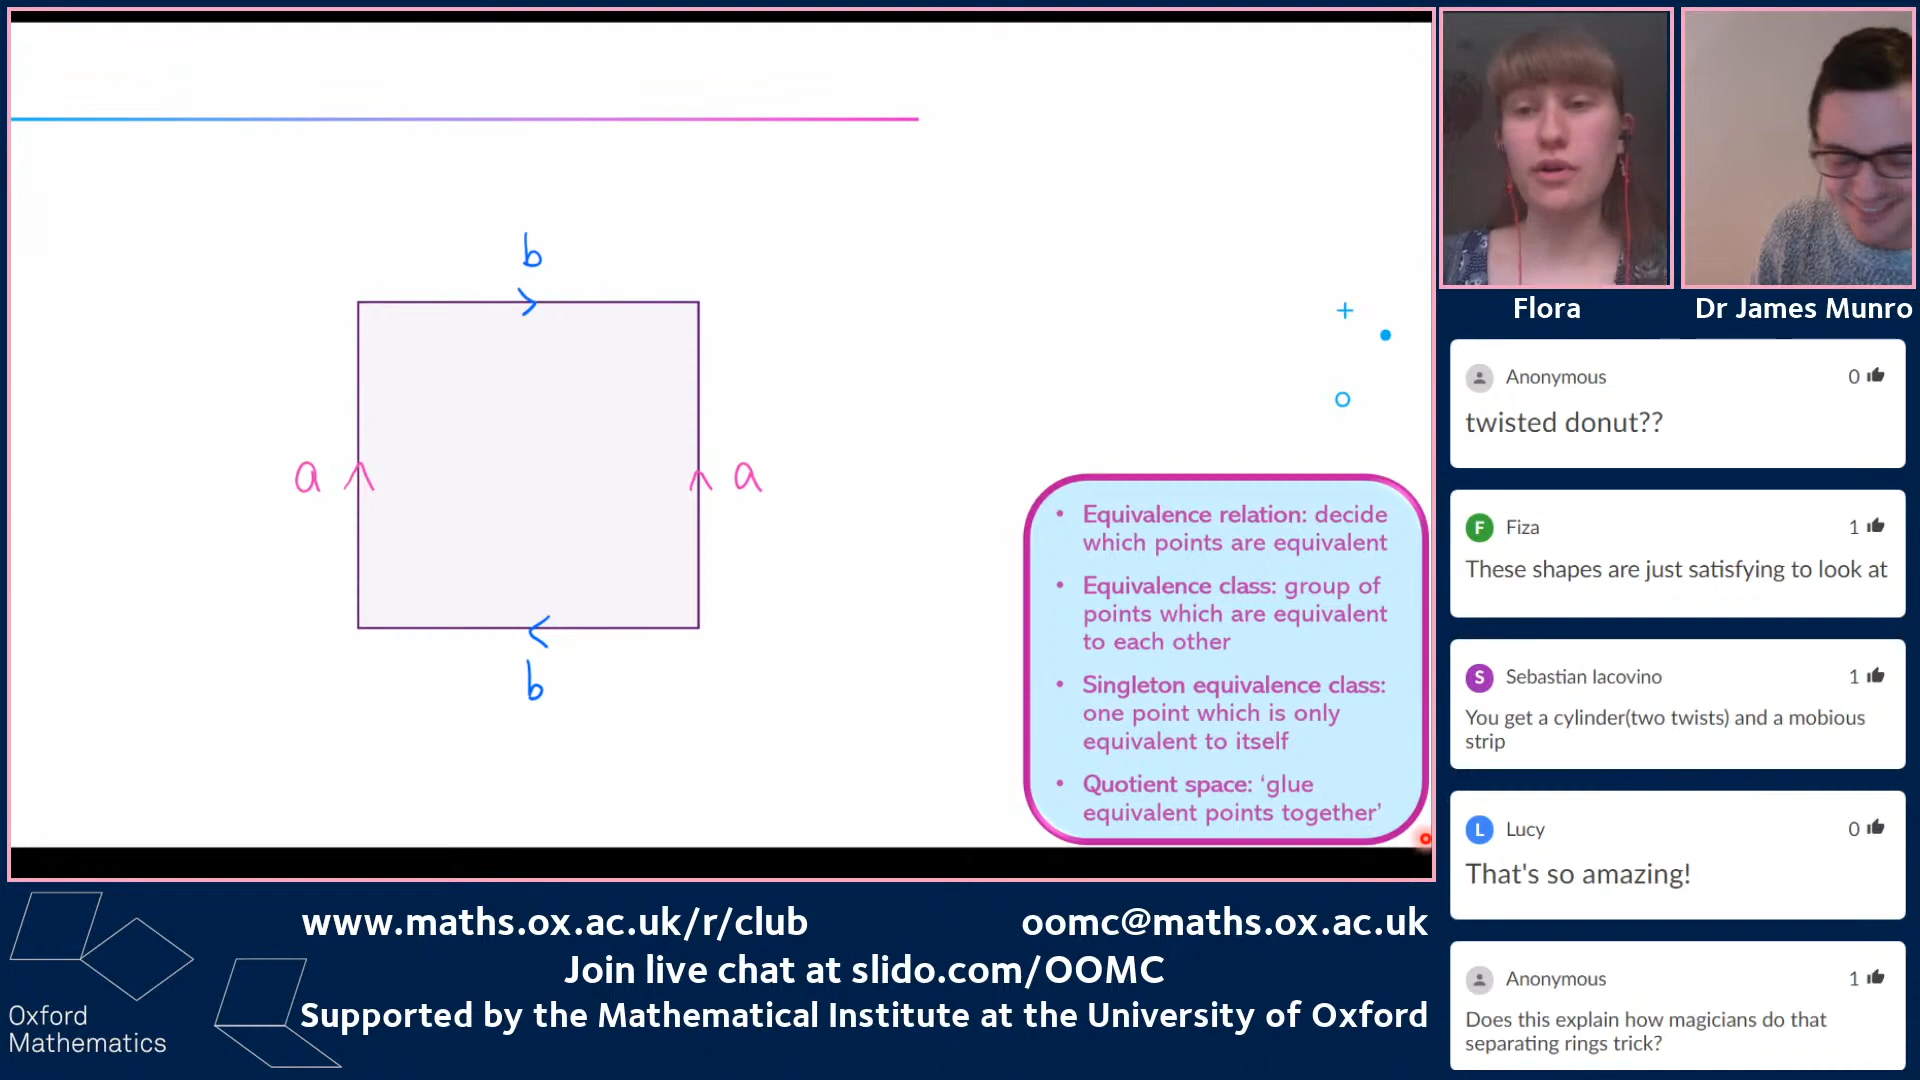 b
a
a
b
Equivalence relation: decide
which points are equivalent
Equivalence class: group of
points which are equivalent
to each other
Singleton equivalence class:
one point which is only
equivalent to itself
Quotient space: ‘glue
equivalent points together’
Flora
Dr James Munro
Anonymous
0
twisted donut??
F
Fiza
1
These shapes are just satisfying to look at
S
Sebastian Iacovino
1
You get a cylinder(two twists) and a mobious
strip
L
Lucy
0
That's so amazing!
Anonymous
1
Does this explain how magicians do that
separating rings trick?
www.maths.ox.ac.uk/r/club
oomc@maths.ox.ac.uk
Join live chat at slido.com/OOMC
Supported by the Mathematical Institute at the University of Oxford
Oxford
Mathematics